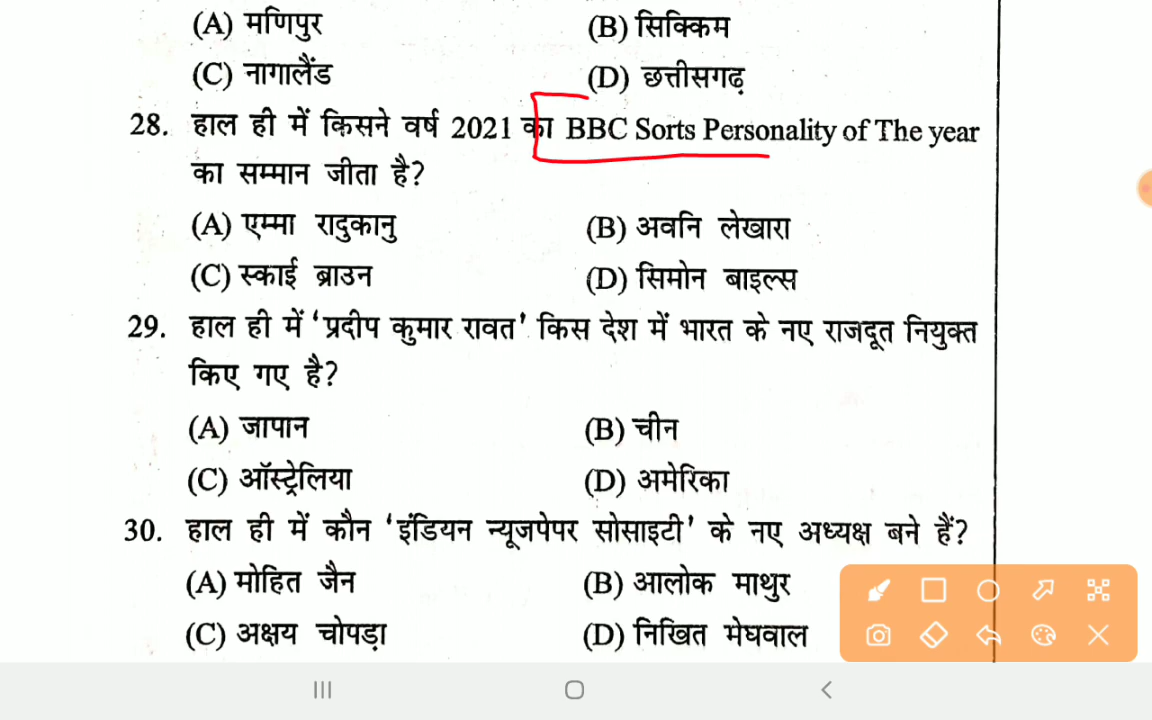 (A) मणिपुर (B) सिक्किम
(C) नागालैंड (D) छत्तीसगढ़
28. हाल ही में किसने वर्ष 2021 का BBC Sorts Personality of The year
का सम्मान जीता है?
(A) एम्मा रादुकानु (B) अवनि लेखारा
(C) स्काई ब्राउन (D) सिमोन बाइल्स
29. हाल ही में ‘प्रदीप कुमार रावत’ किस देश में भारत के नए राजदूत नियुक्त
किए गए है?
(A) जापान (B) चीन
(C) ऑस्ट्रेलिया (D) अमेरिका
30. हाल ही में कौन ‘इंडियन न्यूजपेपर सोसाइटी’ के नए अध्यक्ष बने हैं?
(A) मोहित जैन (B) आलोक माथुर
(C) अक्षय चोपड़ा (D) निखित मेघवाल